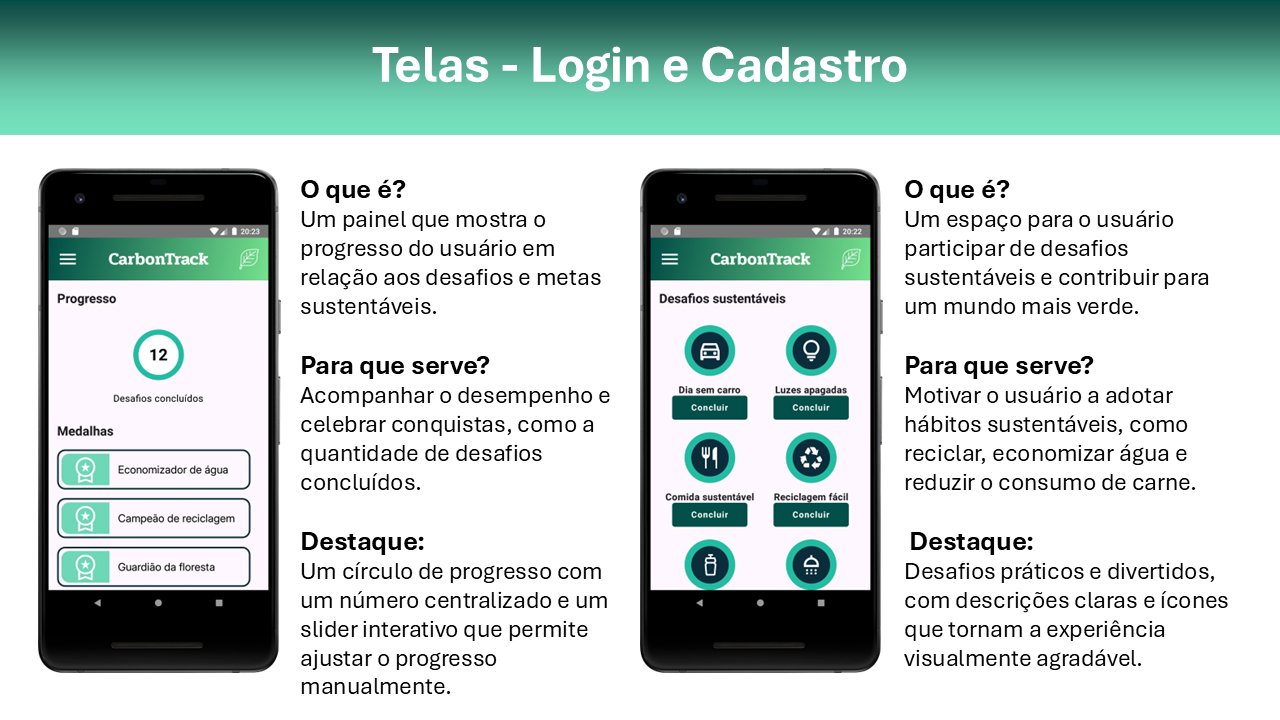 Telas - Login e Cadastro
20:23
CarbonTrack
Progresso
12
Desafios concluídos
Medalhas
Economizador de água
Campeão de reciclagem
Guardião da floresta
O que é?
Um painel que mostra o
progresso do usuário em
relação aos desafios e metas
sustentáveis.
Para que serve?
Acompanhar o desempenho e
celebrar conquistas, como a
quantidade de desafios
concluídos.
Destaque:
Um círculo de progresso com
um número centralizado e um
slider interativo que permite
ajustar o progresso
manualmente.
20:22
CarbonTrack
Desafios sustentáveis
Dia sem carro
Concluir
Luzes apagadas
Concluir
Comida sustentável
Concluir
Reciclagem fácil
Concluir
O que é?
Um espaço para o usuário
participar de desafios
sustentáveis e contribuir para
um mundo mais verde.
Para que serve?
Motivar o usuário a adotar
hábitos sustentáveis, como
reciclar, economizar água e
reduzir o consumo de carne.
Destaque:
Desafios práticos e divertidos,
com descrições claras e ícones
que tornam a experiência
visualmente agradável.